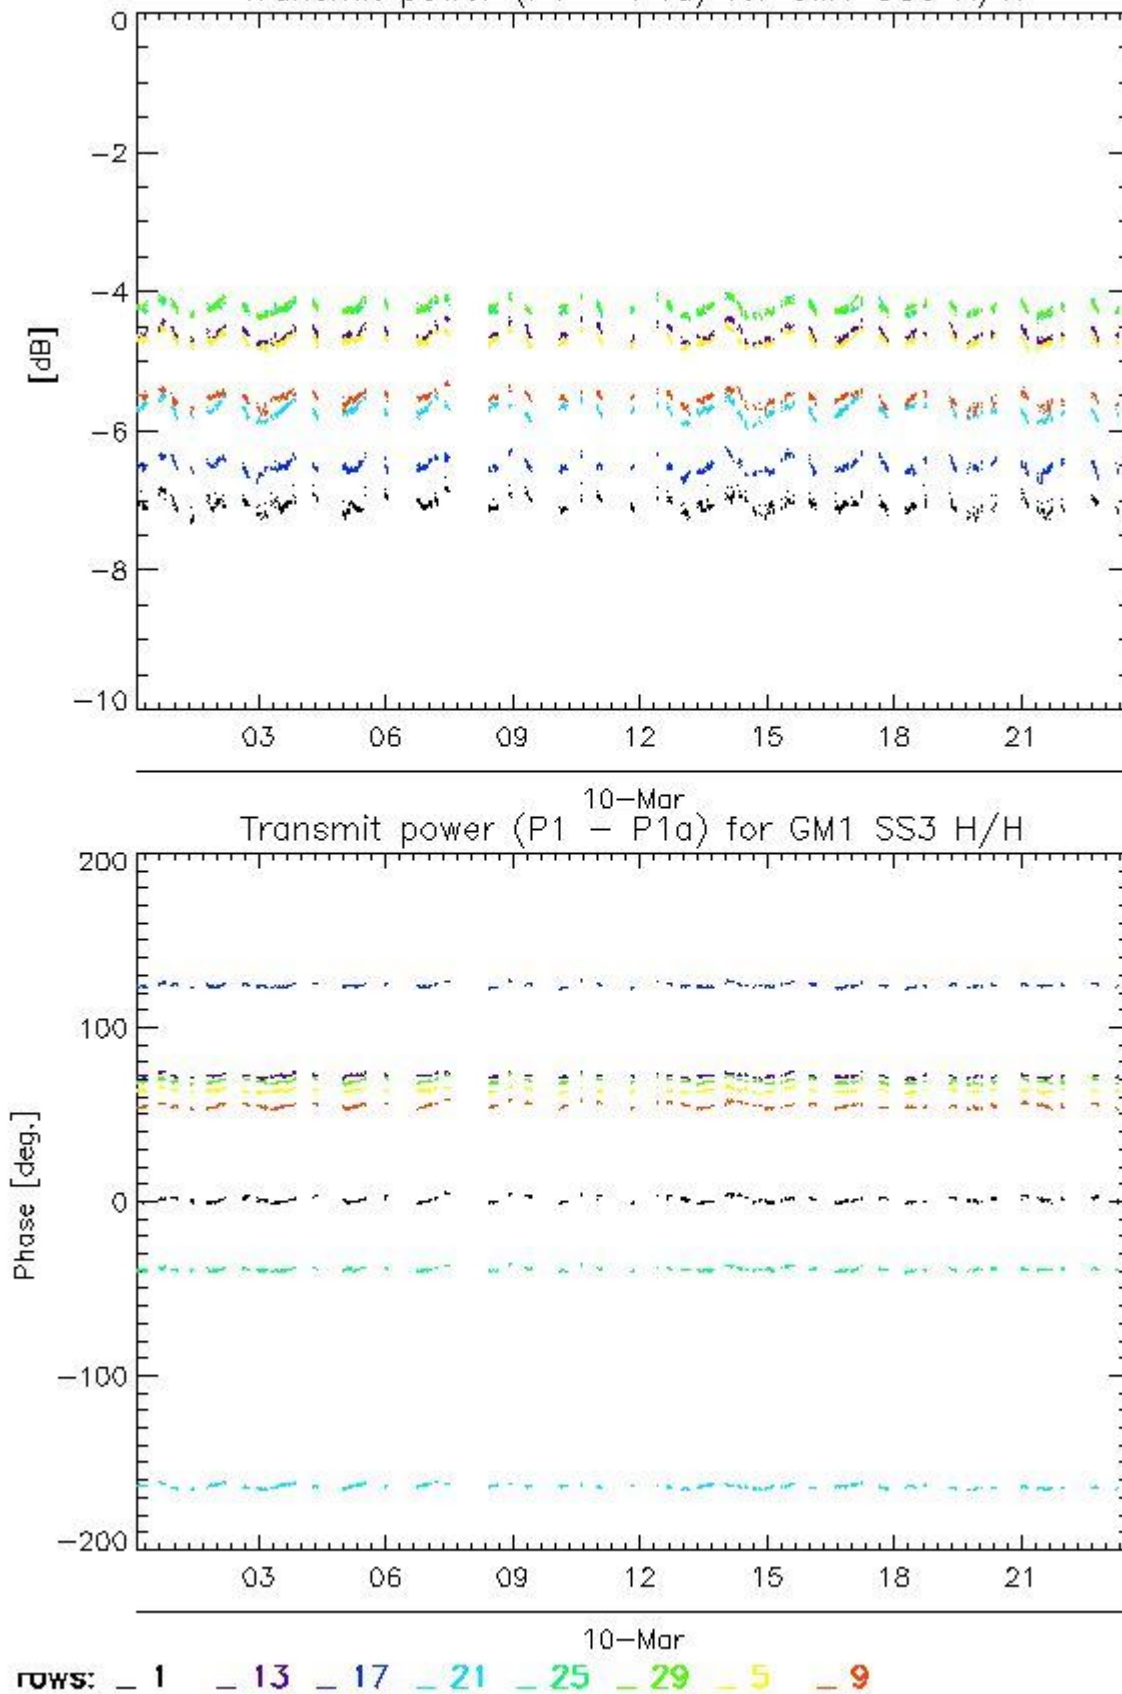 0
−2
−4
−6
−8
−10
[dB]
03 06 09 12 15 18 21
10−Mar
Transmit power (P1 − P1a) for GM1 SS3 H/H
200
100
0
−100
−200
Phase [deg.]
03 06 09 12 15 18 21
10−Mar
rows: _ 1 _ 13 _ 17 _ 21 _ 25 _ 29 _ 5 _ 9